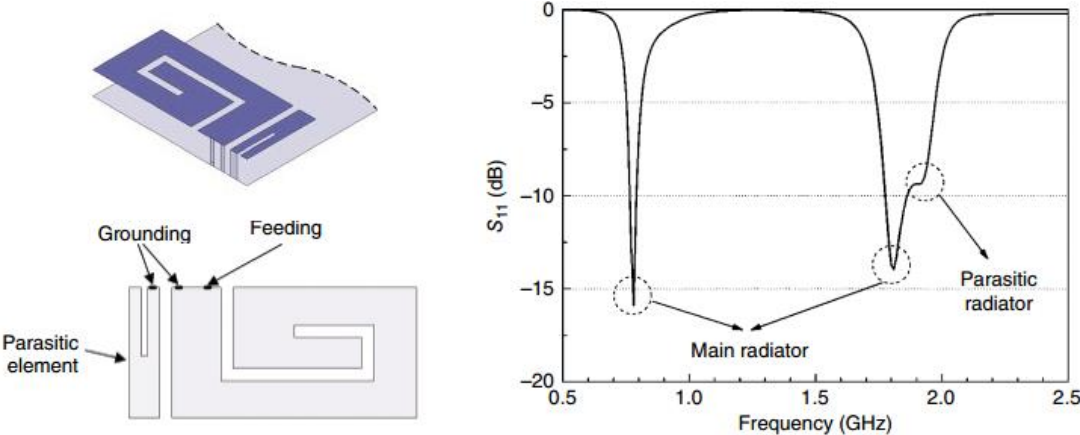 Grounding
Feeding
Parasitic
element
0
−5
−10
−15
−20
S11 (dB)
Parasitic
radiator
Main radiator
0.5
1.0
1.5
2.0
2.5
Frequency (GHz)